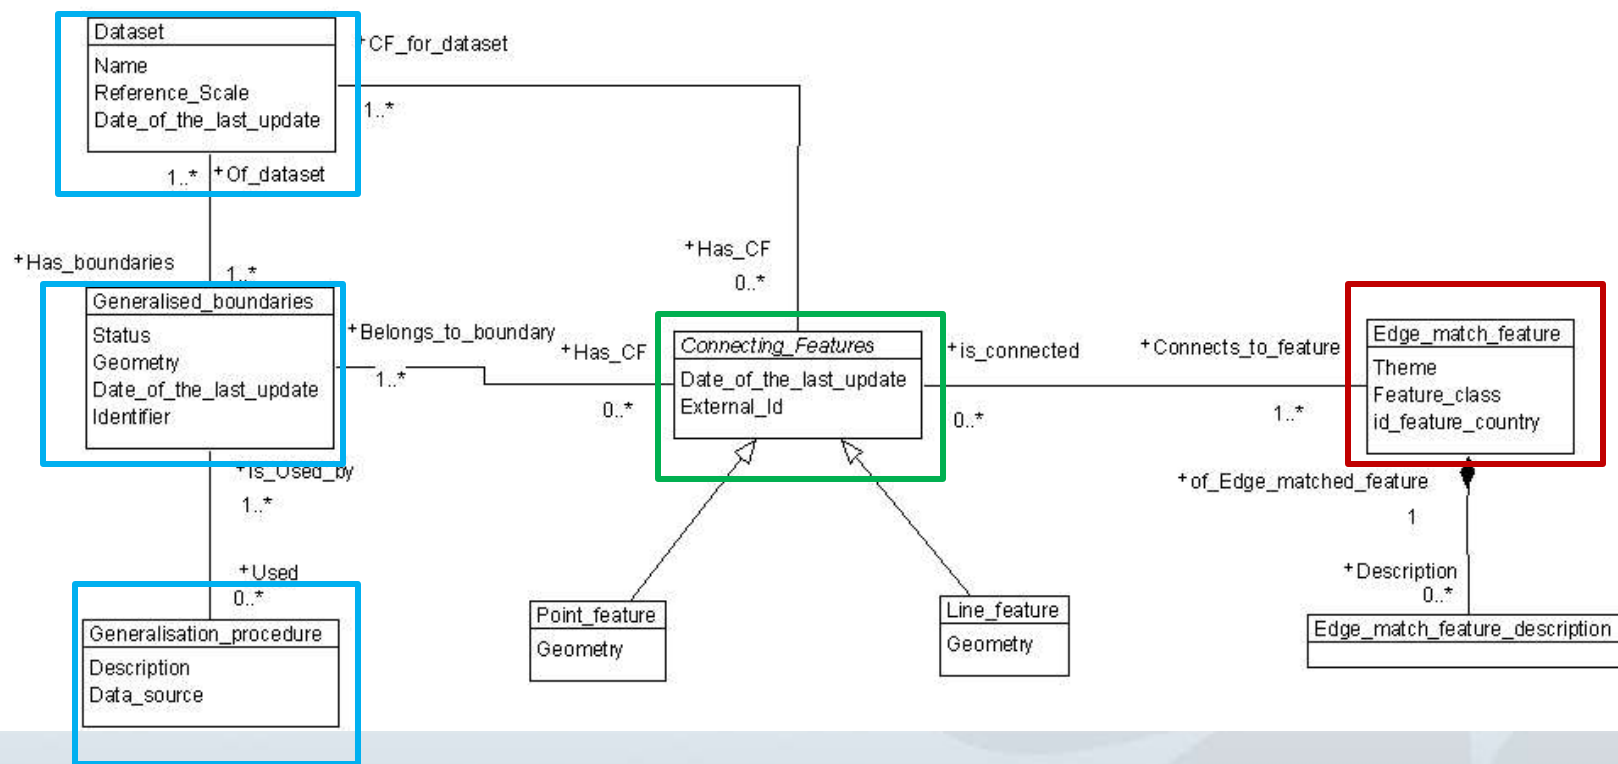 Dataset
Name
Reference_Scale
Date_of_the_last_update
+CF_for_dataset
1..*
1..*
+Of_dataset
+Has_boundaries
1..*
+Has_CF
0..*
Generalised_boundaries
Status
Geometry
Date_of_the_last_update
Identifier
+Belongs_to_boundary
1..*
+Has_CF
0..*
Connecting_Features
Date_of_the_last_update
External_Id
+is_connected
0..*
+Connects_to_feature
1..*
Edge_match_feature
Theme
Feature_class
id_feature_country
+Is_Used_by
1..*
+Used
0..*
Generalisation_procedure
Description
Data_source
Point_feature
Geometry
Line_feature
Geometry
+of_Edge_matched_feature
1
+Description
0..*
Edge_match_feature_description